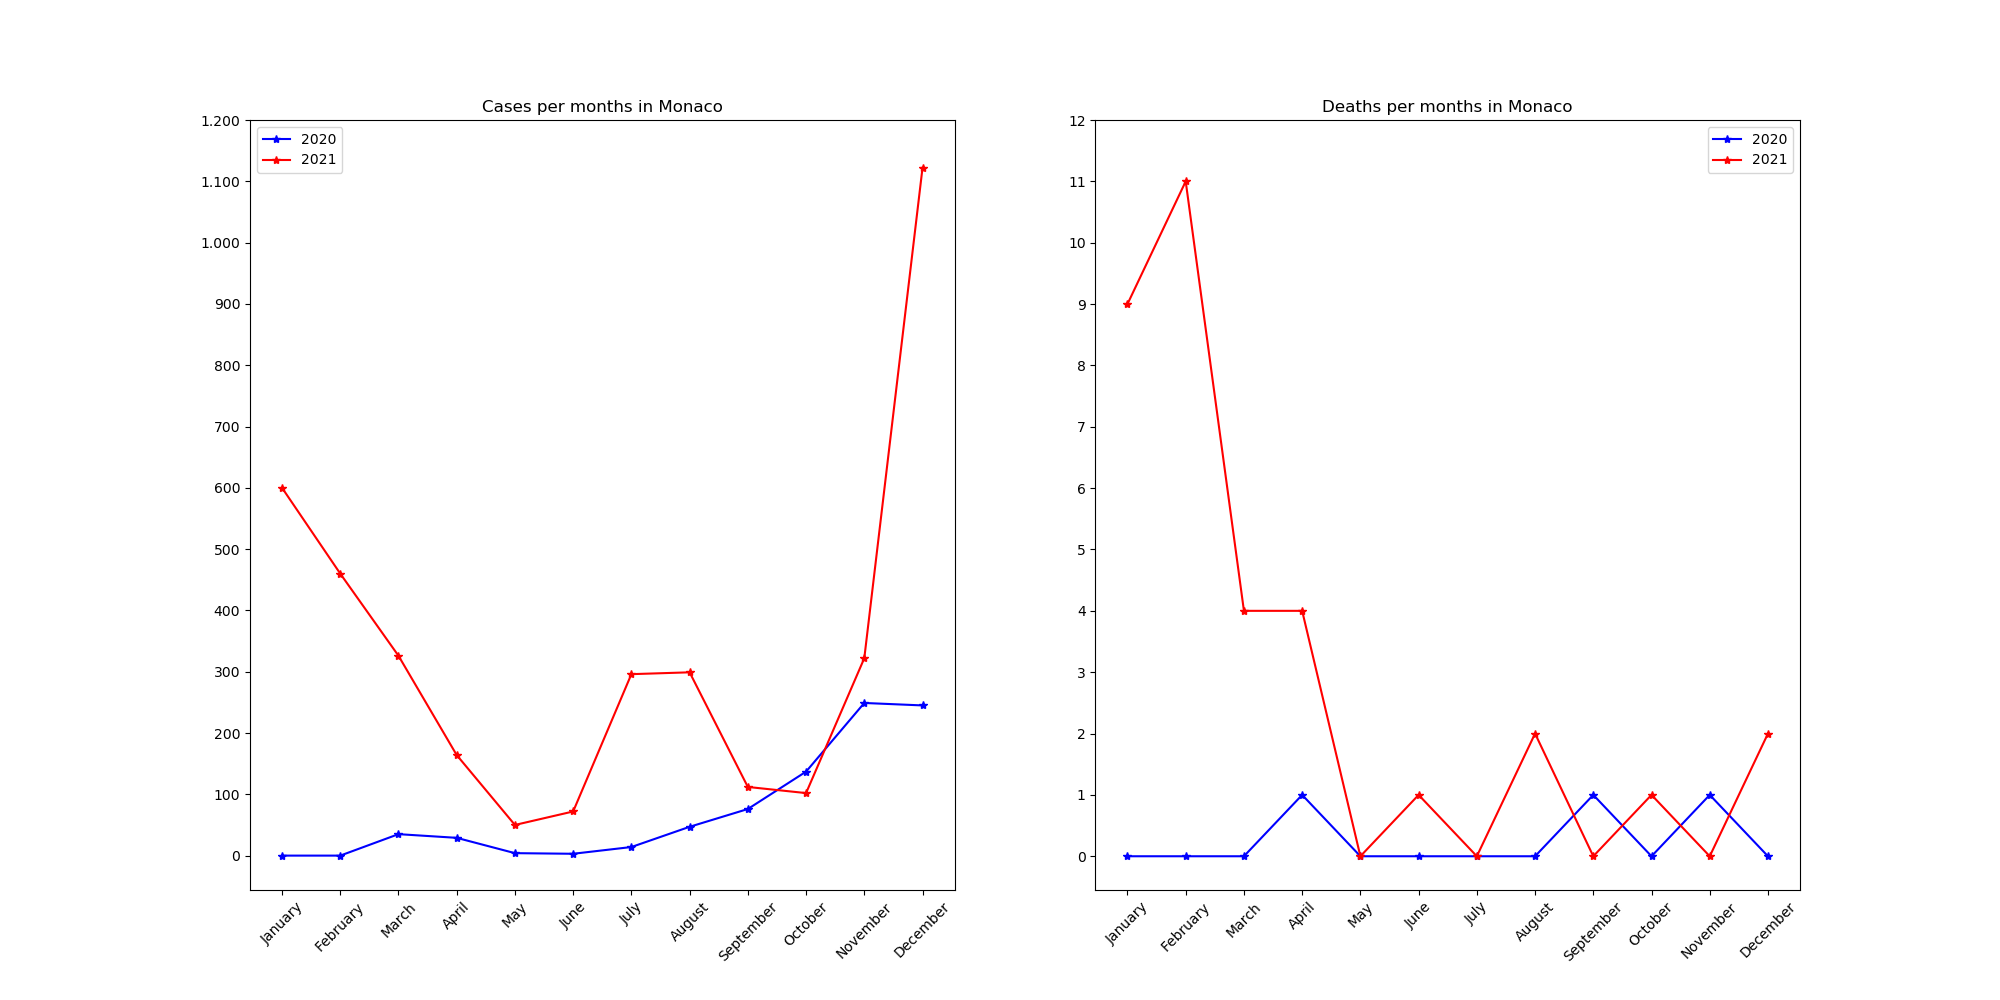 Cases per months in Monaco
1.200
1.100
1.000
900
800
700
600
500
400
300
200
100
0
2020
2021
January
February
March
April
May
June
July
August
September
October
November
December
Deaths per months in Monaco
12
11
10
9
8
7
6
5
4
3
2
1
0
2020
2021
January
February
March
April
May
June
July
August
September
October
November
December